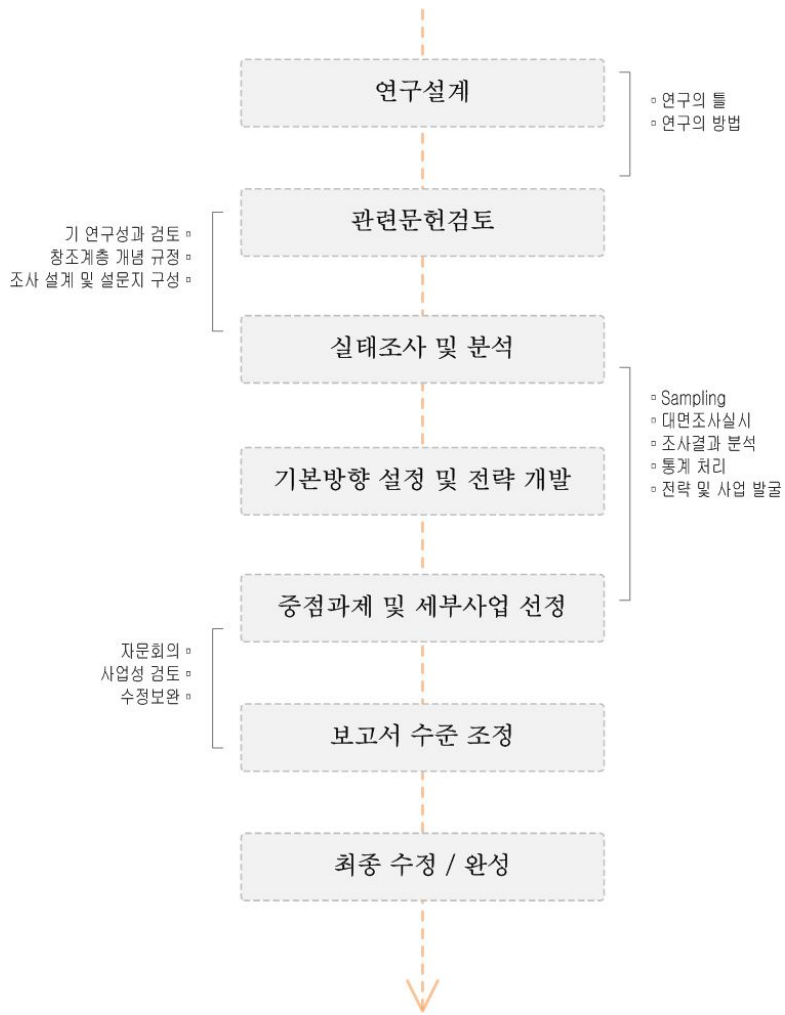 연구설계
▫ 연구의 틀
▫ 연구의 방법
관련문헌검토
기 연구성과 검토 ▫
창조계층 개념 규정 ▫
조사 설계 및 설문지 구성 ▫
실태조사 및 분석
▫ Sampling
▫ 대면조사실시
▫ 조사결과 분석
▫ 통계 처리
▫ 전략 및 사업 발굴
기본방향 설정 및 전략 개발
중점과제 및 세부사업 선정
자문회의 ▫
사업성 검토 ▫
수정보완 ▫
보고서 수준 조정
최종 수정 / 완성